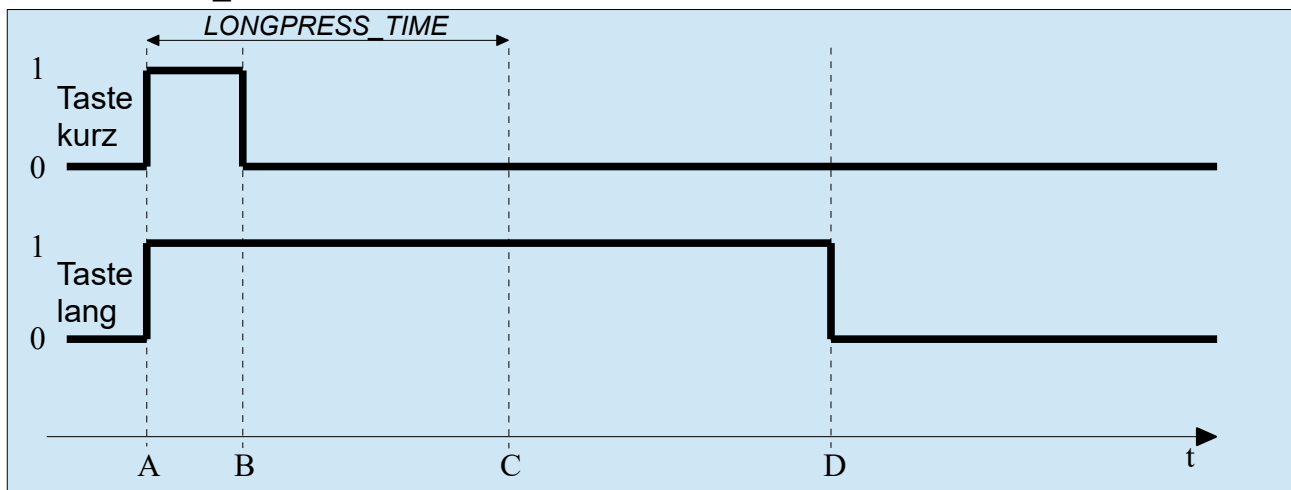 LONGPRESS_TIME
1
Taste
kurz
0
1
Taste
lang
0
A B C D t